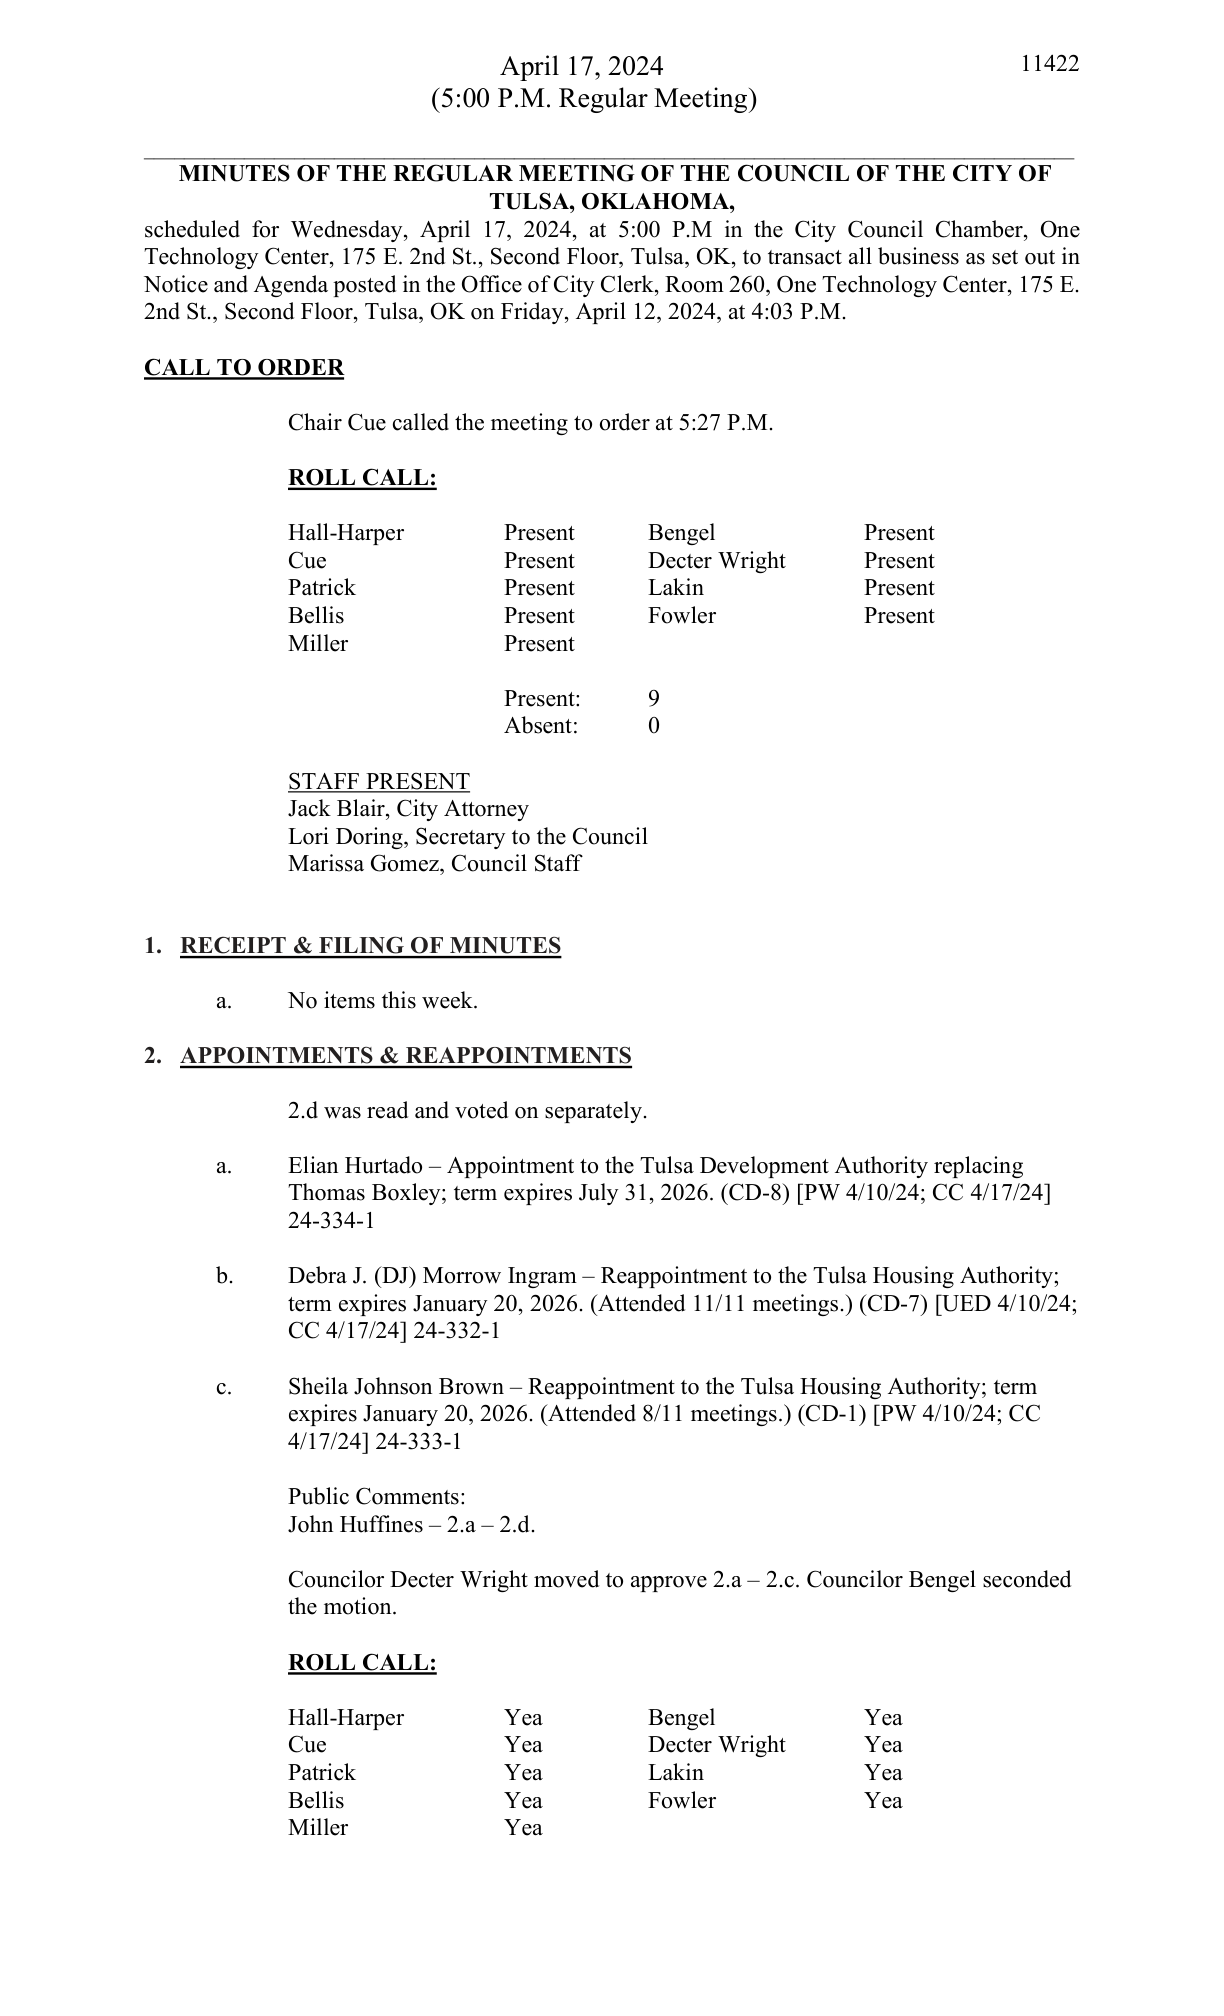 April 17, 2024 11422
(5:00 P.M. Regular Meeting)
MINUTES OF THE REGULAR MEETING OF THE COUNCIL OF THE CITY OF
TULSA, OKLAHOMA,
scheduled for Wednesday, April 17, 2024, at 5:00 P.M in the City Council Chamber, One
Technology Center, 175 E. 2nd St., Second Floor, Tulsa, OK, to transact all business as set out in
Notice and Agenda posted in the Office of City Clerk, Room 260, One Technology Center, 175 E.
2nd St., Second Floor, Tulsa, OK on Friday, April 12, 2024, at 4:03 P.M.
CALL TO ORDER
Chair Cue called the meeting to order at 5:27 P.M.
ROLL CALL:
Hall-Harper Present Bengel Present
Cue Present Decter Wright Present
Patrick Present Lakin Present
Bellis Present Fowler Present
Miller Present
Present: 9
Absent: 0
STAFF PRESENT
Jack Blair, City Attorney
Lori Doring, Secretary to the Council
Marissa Gomez, Council Staff
1. RECEIPT & FILING OF MINUTES
a. No items this week.
2. APPOINTMENTS & REAPPOINTMENTS
2.d was read and voted on separately.
a. Elian Hurtado – Appointment to the Tulsa Development Authority replacing
Thomas Boxley; term expires July 31, 2026. (CD-8) [PW 4/10/24; CC 4/17/24]
24-334-1
b. Debra J. (DJ) Morrow Ingram – Reappointment to the Tulsa Housing Authority;
term expires January 20, 2026. (Attended 11/11 meetings.) (CD-7) [UED 4/10/24;
CC 4/17/24] 24-332-1
c. Sheila Johnson Brown – Reappointment to the Tulsa Housing Authority; term
expires January 20, 2026. (Attended 8/11 meetings.) (CD-1) [PW 4/10/24; CC
4/17/24] 24-333-1
Public Comments:
John Huffines – 2.a – 2.d.
Councilor Decter Wright moved to approve 2.a – 2.c. Councilor Bengel seconded
the motion.
ROLL CALL:
Hall-Harper Yea Bengel Yea
Cue Yea Decter Wright Yea
Patrick Yea Lakin Yea
Bellis Yea Fowler Yea
Miller Yea